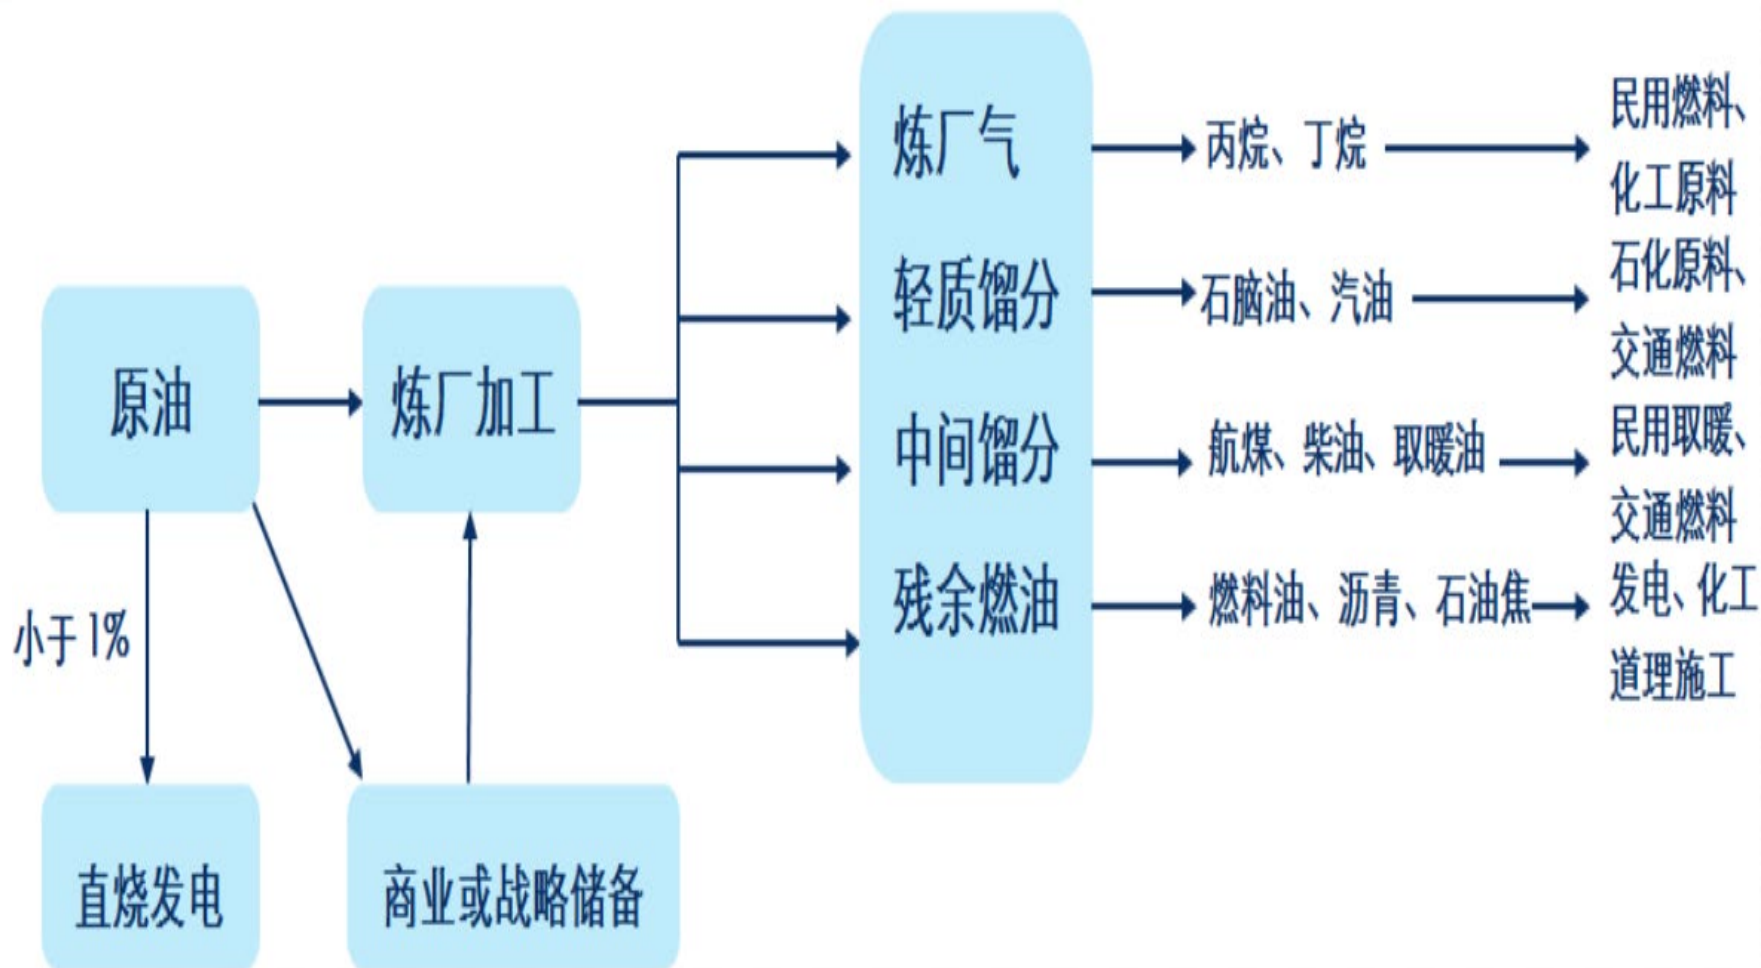 炼厂气
丙烷、丁烷
民用燃料、
化工原料
轻质馏分
石脑油、汽油
石化原料、
交通燃料
原油
炼厂加工
中间馏分
航煤、柴油、取暖油
民用取暖、
交通燃料
残余燃油
燃料油、沥青、石油焦
发电、化工
道理施工
小于1%
直烧发电
商业或战略储备